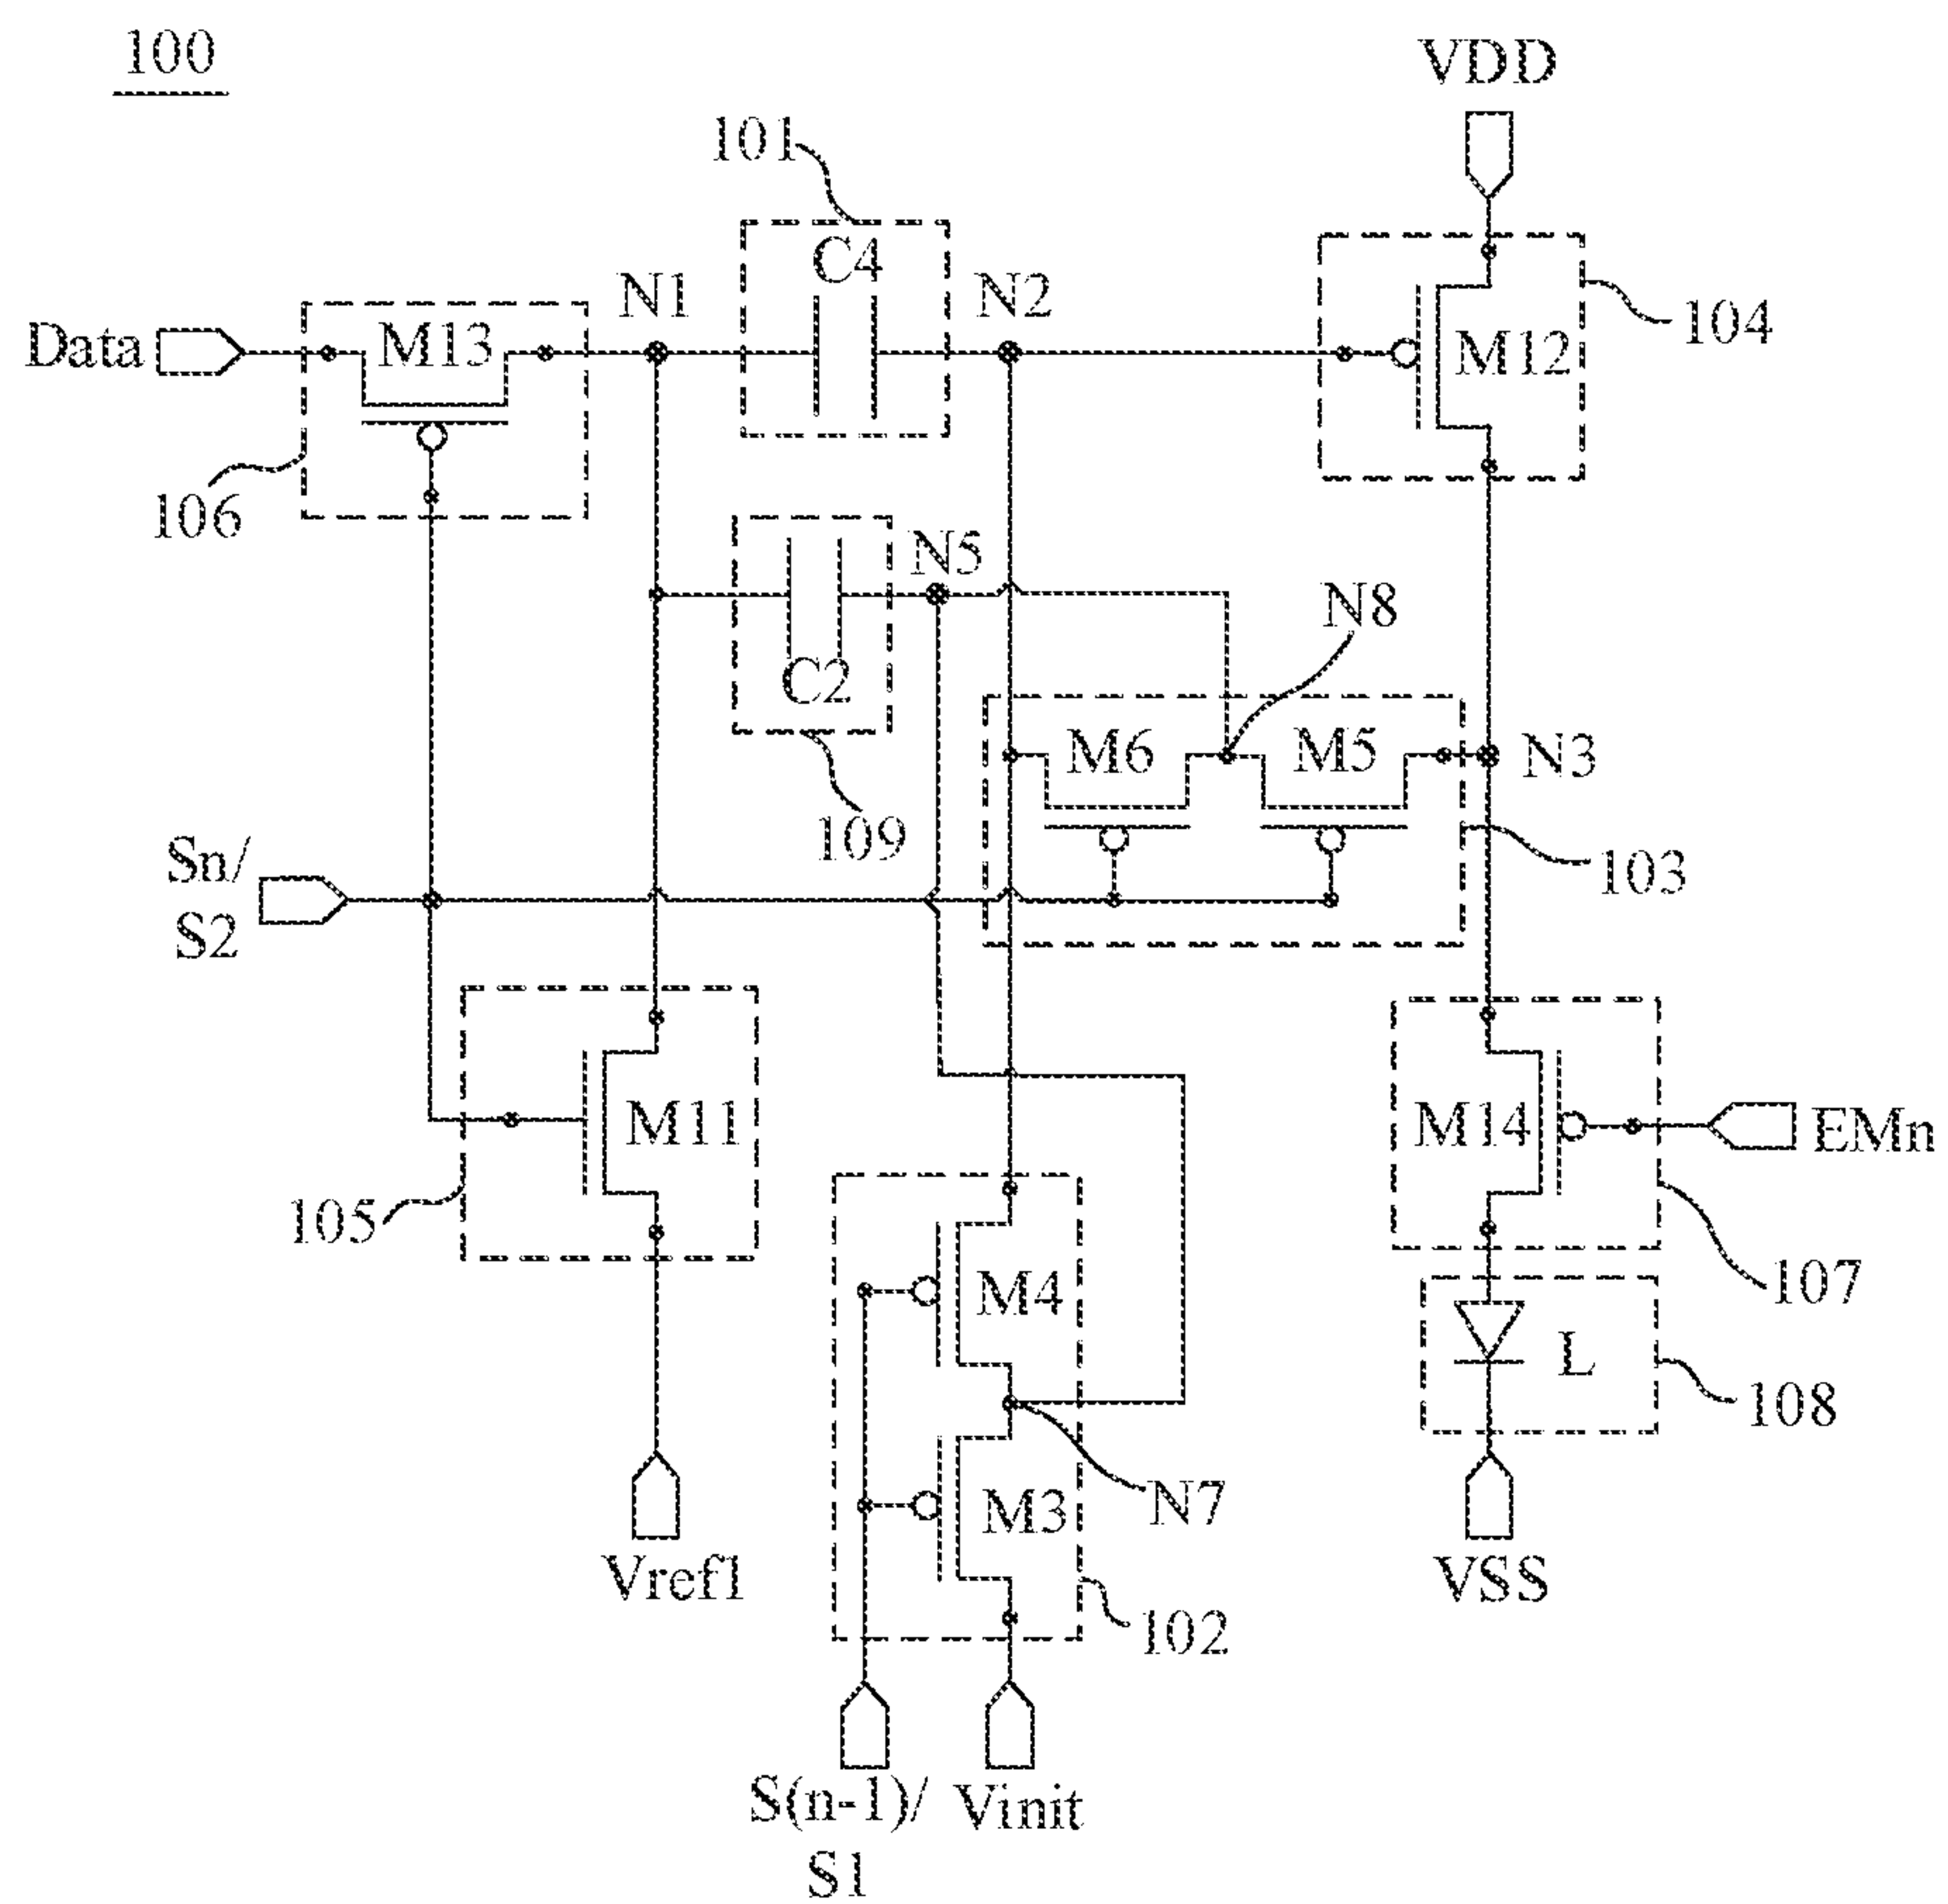 100
VDD
101
C4
N1
N2
104
Data
M13
M12
106
N5
N8
C2
M6
M5
N3
109
103
Sn/
S2
M11
M14
EMn
105
M4
107
L
108
M3
N7
Vref1
VSS
102
S(n-1)/
S1
Vinit